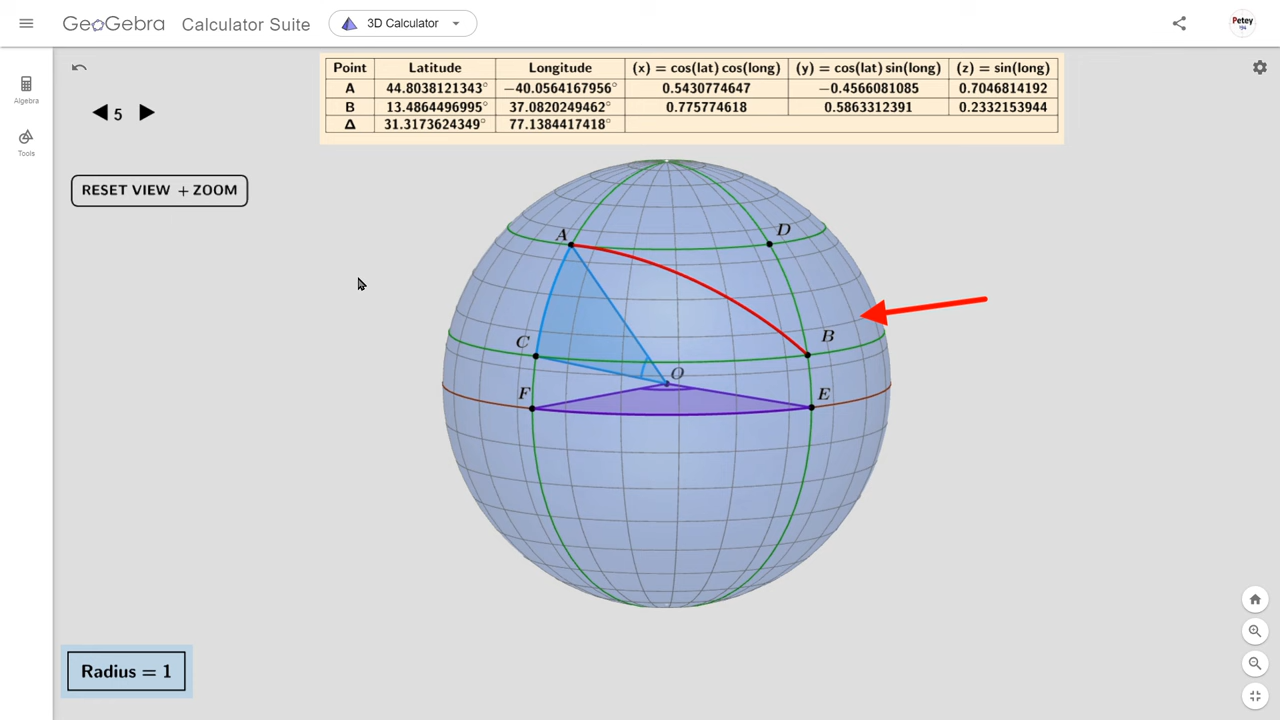 GeoGebra Calculator Suite 3D Calculator Petey 314
Algebra
Tools
5
RESET VIEW + ZOOM
Point Latitude Longitude (x) = cos(lat) cos(long) (y) = cos(lat) sin(long) (z) = sin(long)
A 44.8038121343° −40.0564167956° 0.5430774647 −0.4566081085 0.7046814192
B 13.4864496995° 37.0820249462° 0.775774618 0.5863312391 0.2332153944
Δ 31.3173624349° 77.1384417418°
A
D
C
B
O
F
E
Radius = 1